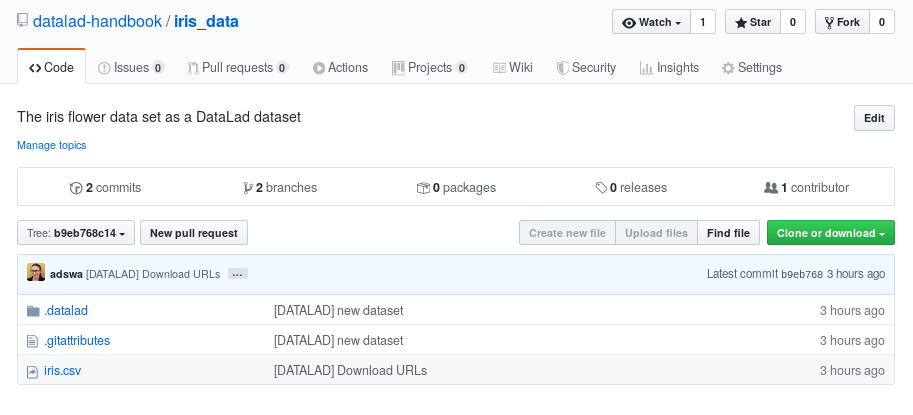 datalad-handbook / iris_data Watch 1 Star 0 Fork 0
Code Issues 0 Pull requests 0 Actions Projects 0 Wiki Security Insights Settings
The iris flower data set as a DataLad dataset Edit
Manage topics
2 commits 2 branches 0 packages 0 releases 1 contributor
Tree: b9eb768c14 New pull request Create new file Upload files Find file Clone or download
adswa [DATALAD] Download URLs ... Latest commit b9eb768 3 hours ago
.datalad [DATALAD] new dataset 3 hours ago
.gitattributes [DATALAD] new dataset 3 hours ago
iris.csv [DATALAD] Download URLs 3 hours ago